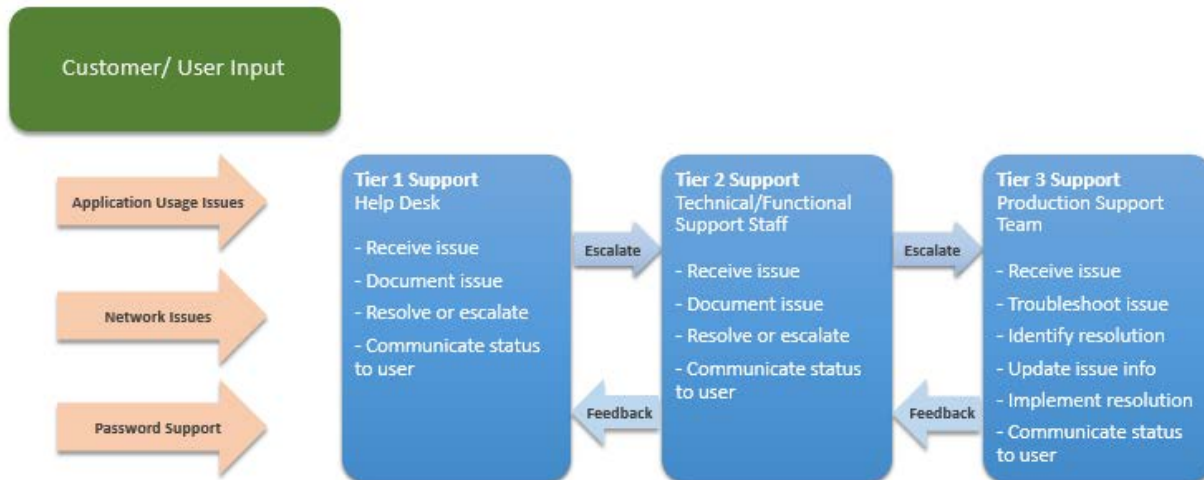 Customer/ User Input
Application Usage Issues
Network Issues
Password Support
Tier 1 Support
Help Desk
- Receive issue
- Document issue
- Resolve or escalate
- Communicate status
to user
Escalate
Feedback
Tier 2 Support
Technical/Functional
Support Staff
- Receive issue
- Document issue
- Resolve or escalate
- Communicate status
to user
Escalate
Feedback
Tier 3 Support
Production Support
Team
- Receive issue
- Troubleshoot issue
- Identify resolution
- Update issue info
- Implement resolution
- Communicate status
to user